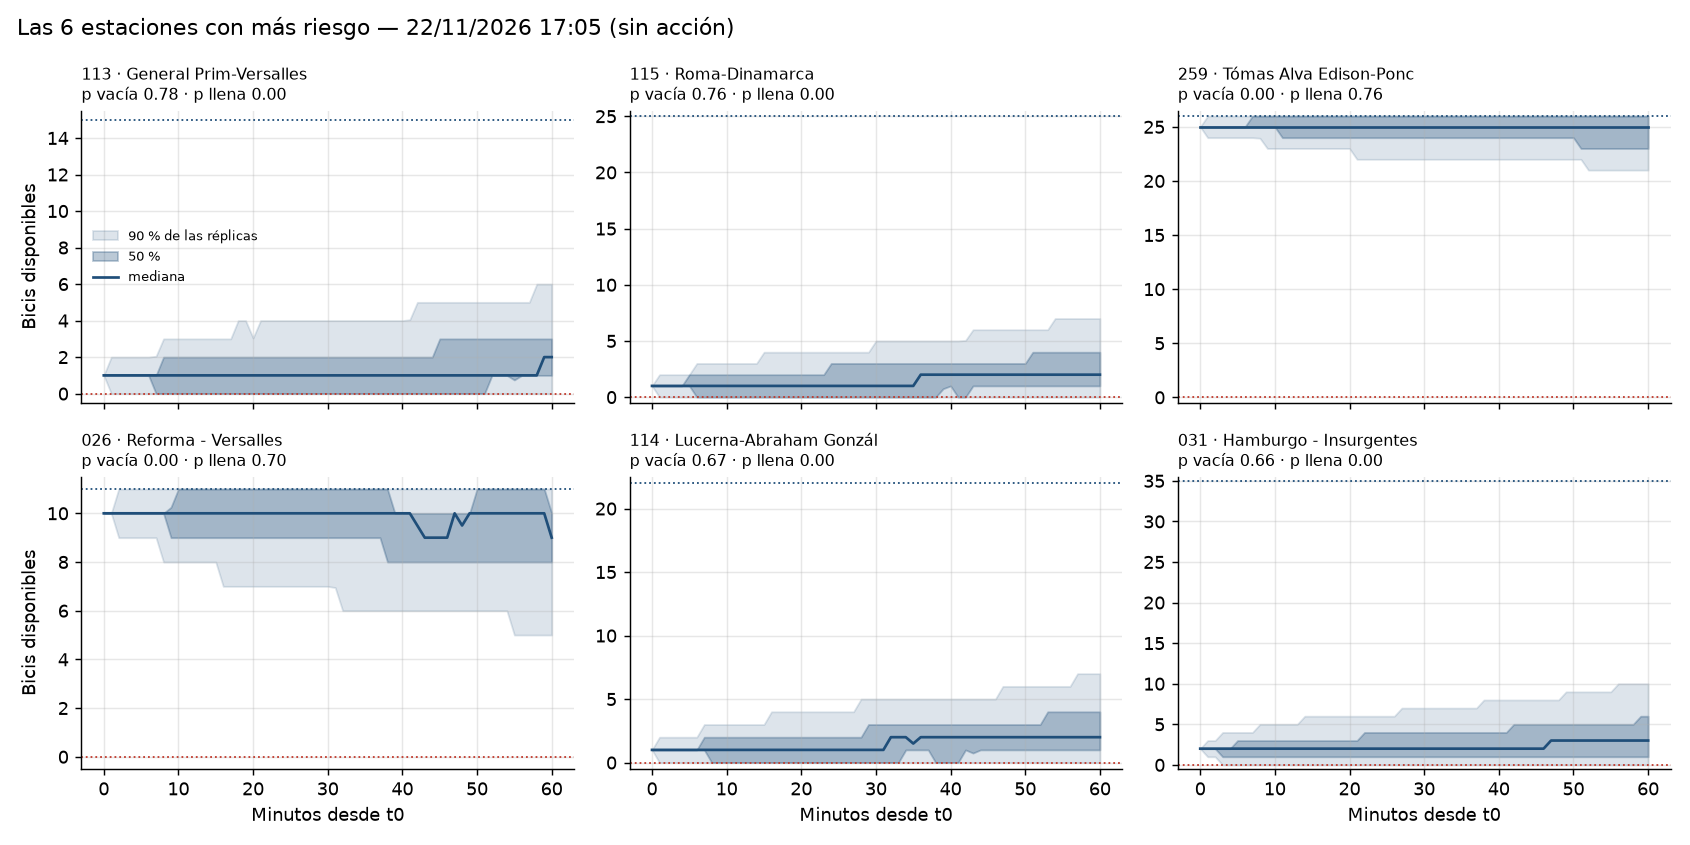 Las 6 estaciones con más riesgo — 22/11/2026 17:05 (sin acción)
113 · General Prim-Versalles
p vacía 0.78 · p llena 0.00
115 · Roma-Dinamarca
p vacía 0.76 · p llena 0.00
259 · Tómas Alva Edison-Ponc
p vacía 0.00 · p llena 0.76
Bicis disponibles
14
12
10
8
6
4
2
0
90 % de las réplicas
50 %
mediana
25
20
15
10
5
0
25
20
15
10
5
0
026 · Reforma - Versalles
p vacía 0.00 · p llena 0.70
114 · Lucerna-Abraham Gonzál
p vacía 0.67 · p llena 0.00
031 · Hamburgo - Insurgentes
p vacía 0.66 · p llena 0.00
Bicis disponibles
10
8
6
4
2
0
20
15
10
5
0
35
30
25
20
15
10
5
0
0 10 20 30 40 50 60
0 10 20 30 40 50 60
0 10 20 30 40 50 60
Minutos desde t0
Minutos desde t0
Minutos desde t0